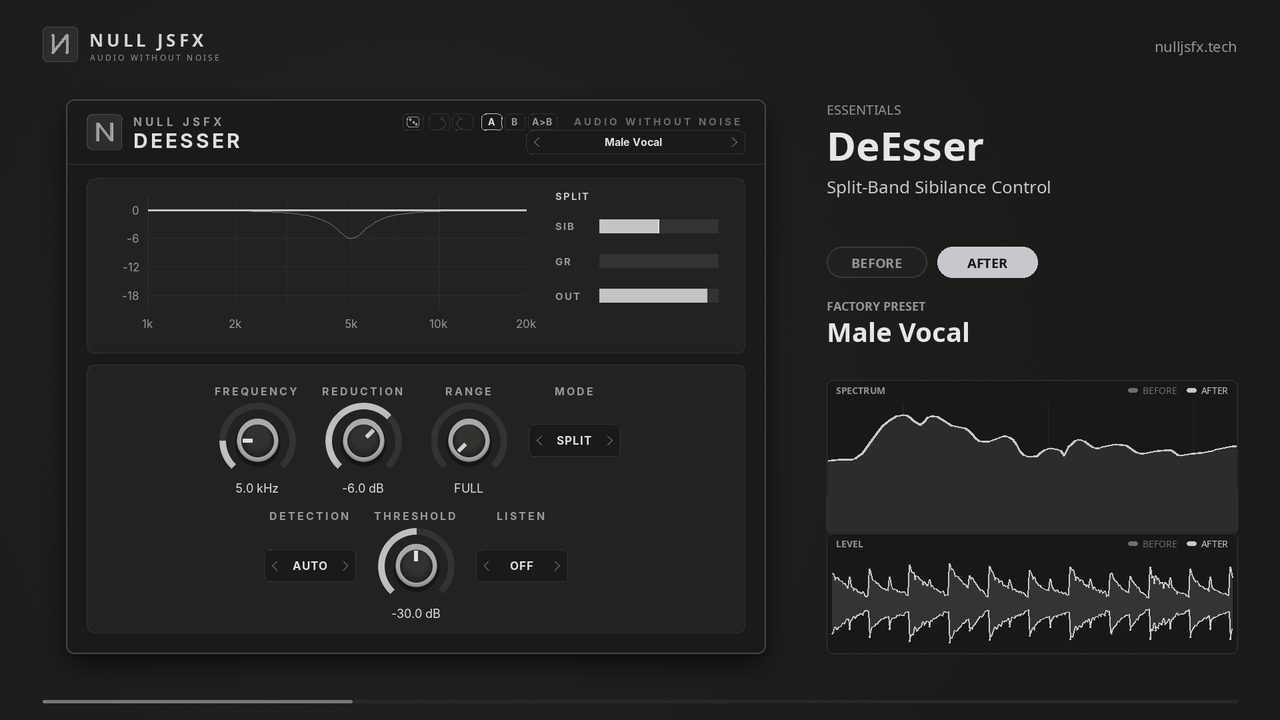 NULL JSFX
AUDIO WITHOUT NOISE
nulljsfx.tech
N
NULL JSFX
DEESSER
A
B
A>B
AUDIO WITHOUT NOISE
Male Vocal
0
-6
-12
-18
1k 2k 5k 10k 20k
SPLIT
SIB
GR
OUT
FREQUENCY REDUCTION RANGE MODE
SPLIT
5.0 kHz -6.0 dB FULL
DETECTION THRESHOLD LISTEN
AUTO OFF
-30.0 dB
ESSENTIALS
DeEsser
Split-Band Sibilance Control
BEFORE AFTER
FACTORY PRESET
Male Vocal
SPECTRUM BEFORE AFTER
LEVEL BEFORE AFTER